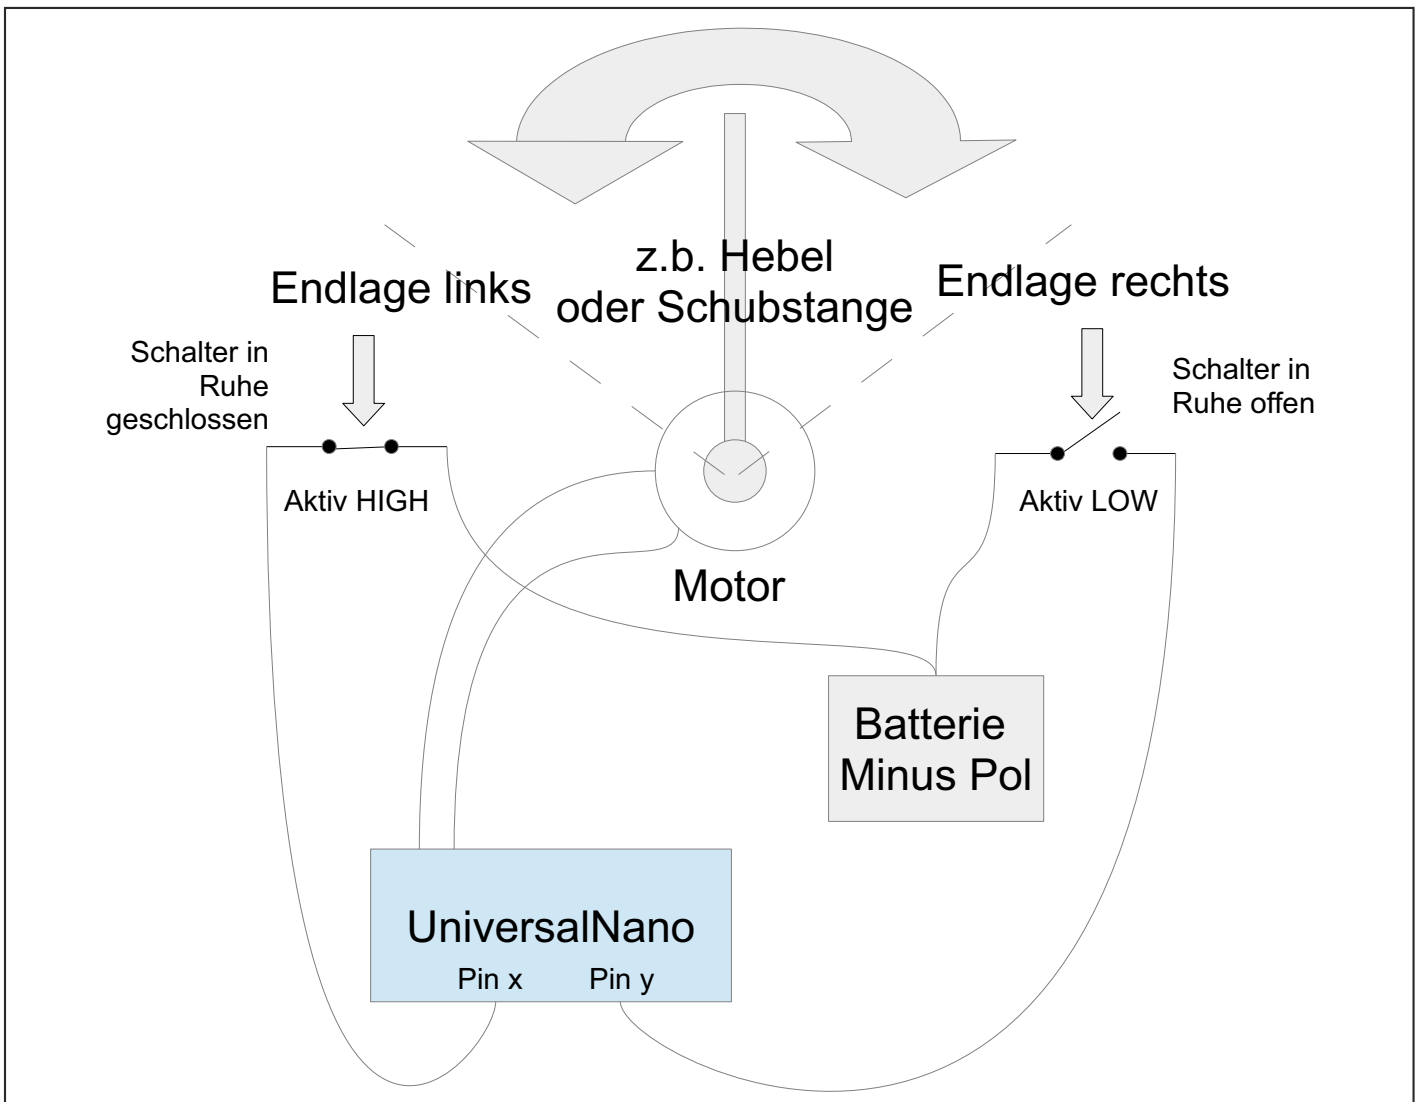 z.b. Hebel
oder Schubstange
Endlage links
Endlage rechts
Schalter in
Ruhe
geschlossen
Schalter in
Ruhe offen
Aktiv HIGH
Aktiv LOW
Motor
Batterie
Minus Pol
UniversalNano
Pin x
Pin y